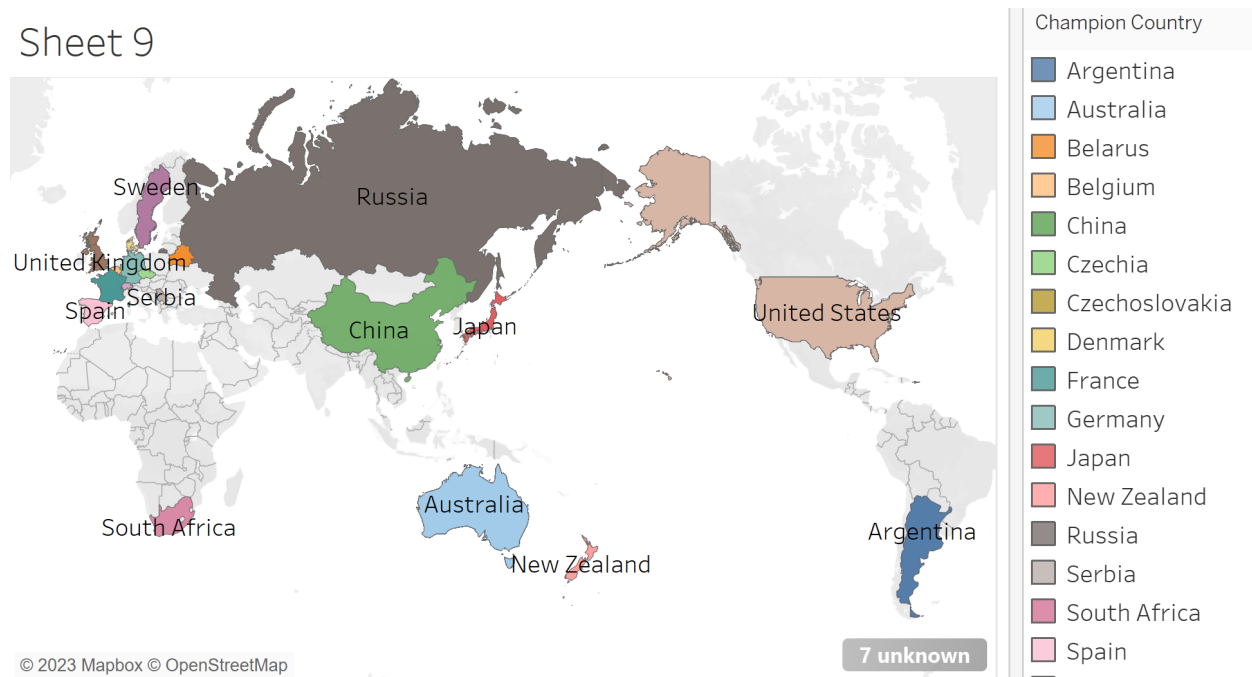 Sheet 9
Champion Country
Argentina
Australia
Belarus
Belgium
China
Czechia
Czechoslovakia
Denmark
France
Germany
Japan
New Zealand
Russia
Serbia
South Africa
Spain
Sweden
Russia
United Kingdom
Serbia
Spain
China
Japan
United States
South Africa
Australia
New Zealand
Argentina
© 2023 Mapbox © OpenStreetMap
7 unknown